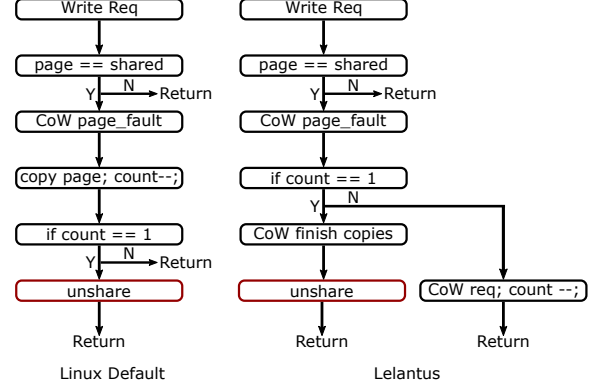 Write Req
page == shared
Y
N
Return
CoW page_fault
copy page; count--;
if count == 1
Y
N
Return
unshare
Return
Linux Default
Write Req
page == shared
Y
N
Return
CoW page_fault
if count == 1
Y
N
CoW finish copies
unshare
CoW req; count --;
Return
Return
Lelantus